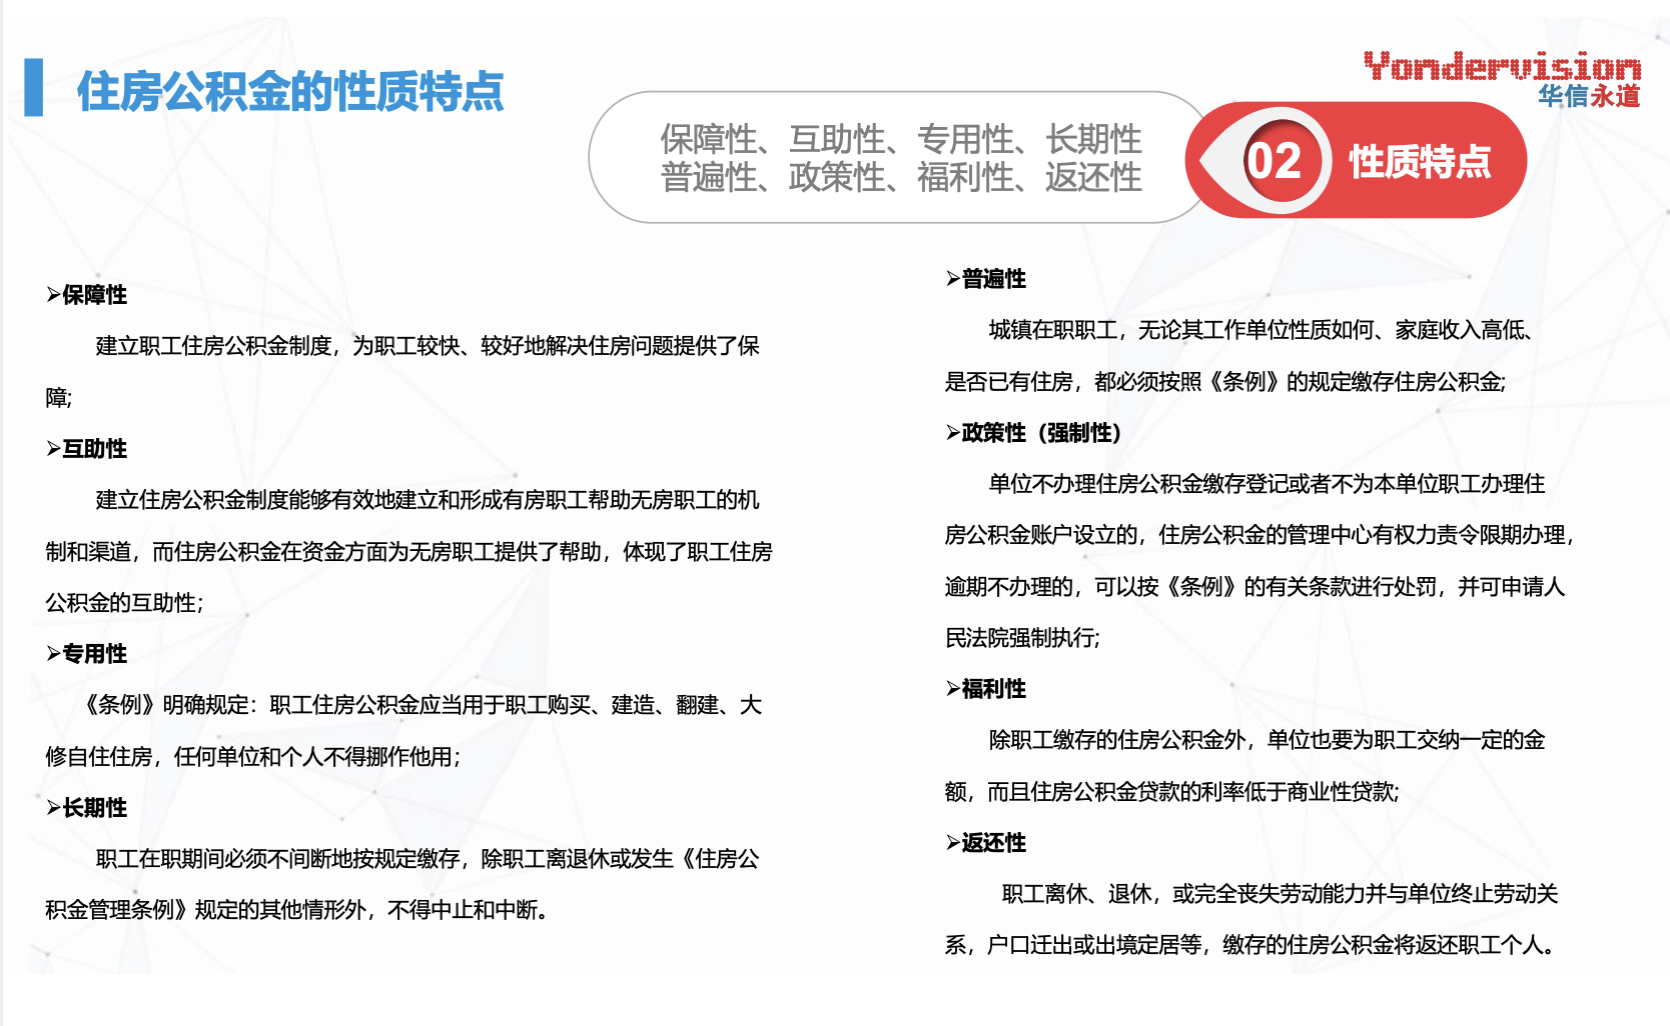 住房公积金的性质特点
Yondervision
华信永道
保障性、互助性、专用性、长期性
普遍性、政策性、福利性、返还性
02 性质特点
➢保障性
建立职工住房公积金制度，为职工较快、较好地解决住房问题提供了保
障;
➢互助性
建立住房公积金制度能够有效地建立和形成有房职工帮助无房职工的机
制和渠道，而住房公积金在资金方面为无房职工提供了帮助，体现了职工住房
公积金的互助性；
➢专用性
《条例》明确规定：职工住房公积金应当用于职工购买、建造、翻建、大
修自住住房，任何单位和个人不得挪作他用；
➢长期性
职工在职期间必须不间断地按规定缴存，除职工离退休或发生《住房公
积金管理条例》规定的其他情形外，不得中止和中断。
➢普遍性
城镇在职职工，无论其工作单位性质如何、家庭收入高低、
是否已有住房，都必须按照《条例》的规定缴存住房公积金;
➢政策性（强制性）
单位不办理住房公积金缴存登记或者不为本单位职工办理住
房公积金账户设立的，住房公积金的管理中心有权力责令限期办理，
逾期不办理的，可以按《条例》的有关条款进行处罚，并可申请人
民法院强制执行;
➢福利性
除职工缴存的住房公积金外，单位也要为职工交纳一定的金
额，而且住房公积金贷款的利率低于商业性贷款;
➢返还性
职工离休、退休，或完全丧失劳动能力并与单位终止劳动关
系，户口迁出或出境定居等，缴存的住房公积金将返还职工个人。